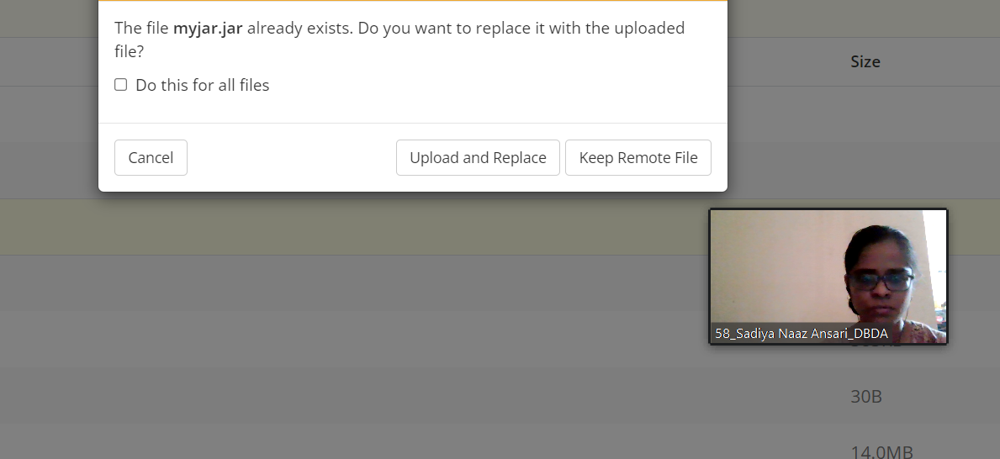 The file myjar.jar already exists. Do you want to replace it with the uploaded
file?
Do this for all files
Cancel
Upload and Replace
Keep Remote File
Size
58_Sadiya Naaz Ansari_DBDA
30B
14.0MB